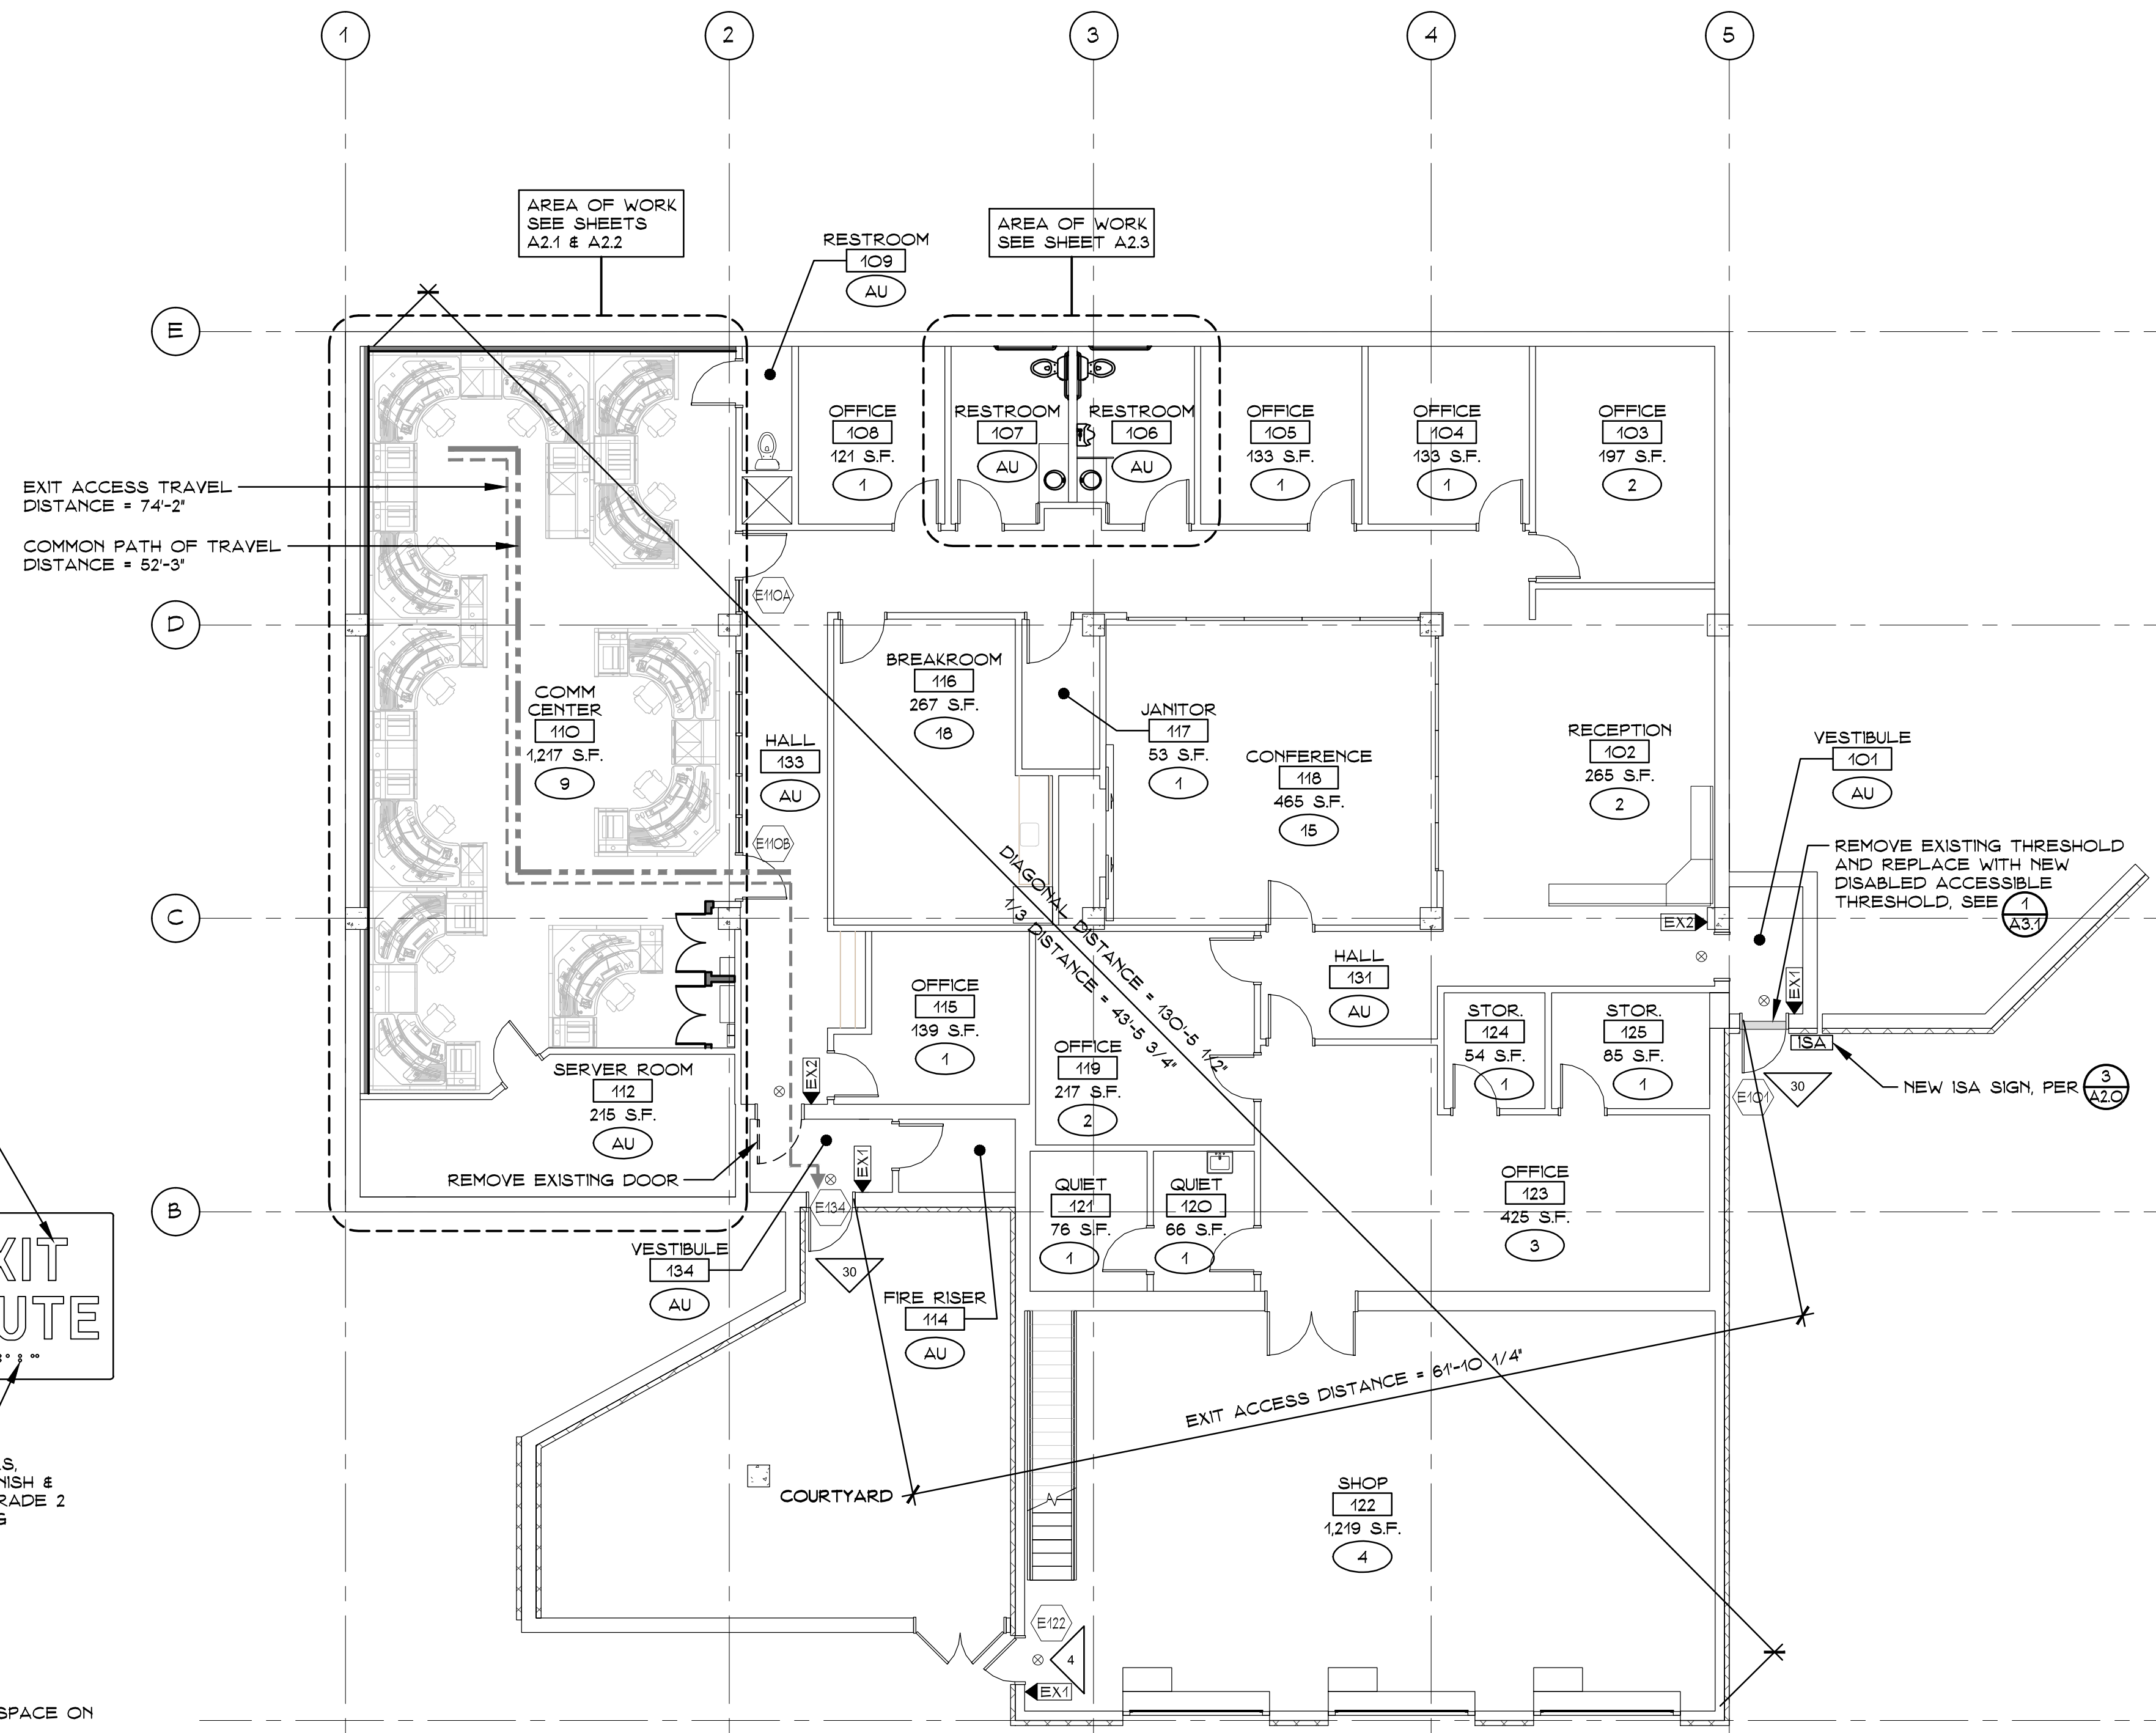 1
2
3
4
5
AREA OF WORK
SEE SHEETS
A2.1 & A2.2
AREA OF WORK
SEE SHEET A2.3
RESTROOM
109
AU
E
OFFICE
108
121 S.F.
1
RESTROOM
107
AU
RESTROOM
106
AU
OFFICE
105
133 S.F.
1
OFFICE
104
133 S.F.
1
OFFICE
103
197 S.F.
2
EXIT ACCESS TRAVEL
DISTANCE = 74'-2"
COMMON PATH OF TRAVEL
DISTANCE = 52'-3"
E110A
D
COMM
CENTER
110
1,217 S.F.
9
HALL
133
AU
E110B
BREAKROOM
116
267 S.F.
18
JANITOR
117
53 S.F.
1
CONFERENCE
118
465 S.F.
15
RECEPTION
102
265 S.F.
2
VESTIBULE
101
AU
REMOVE EXISTING THRESHOLD
AND REPLACE WITH NEW
DISABLED ACCESSIBLE
THRESHOLD, SEE
1
A3.1
DIAGONAL DISTANCE = 130'-5 1/2"
1/3 DISTANCE = 43'-5 3/4"
C
EX2
EX1
HALL
131
AU
OFFICE
115
139 S.F.
1
OFFICE
119
217 S.F.
2
STOR.
124
54 S.F.
1
STOR.
125
85 S.F.
1
ISA
E101
30
NEW ISA SIGN, PER
3
A2.0
SERVER ROOM
112
215 S.F.
AU
EX2
REMOVE EXISTING DOOR
EX1
E134
30
B
VESTIBULE
134
AU
FIRE RISER
114
AU
QUIET
121
76 S.F.
1
QUIET
120
66 S.F.
1
OFFICE
123
425 S.F.
3
XIT
UTE
EXIT ACCESS DISTANCE = 61'-10 1/4"
COURTYARD
SHOP
122
1,219 S.F.
4
NISH &
RADE 2
E122
4
EX1
SPACE ON